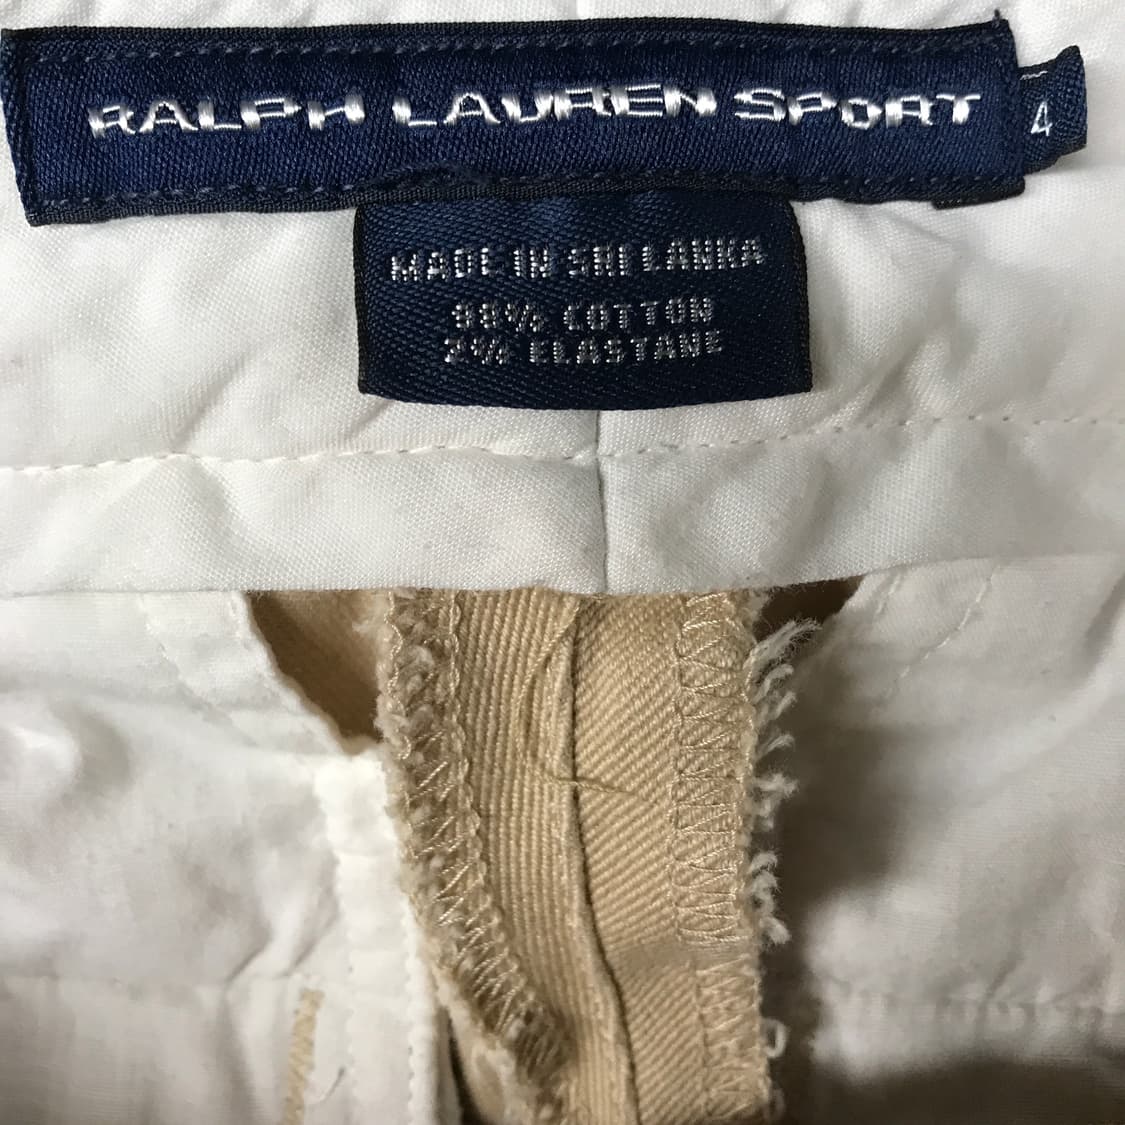 RALPH LAUREN SPORT 4
MADE IN SRI LANKA
98% COTTON
2% ELASTANE